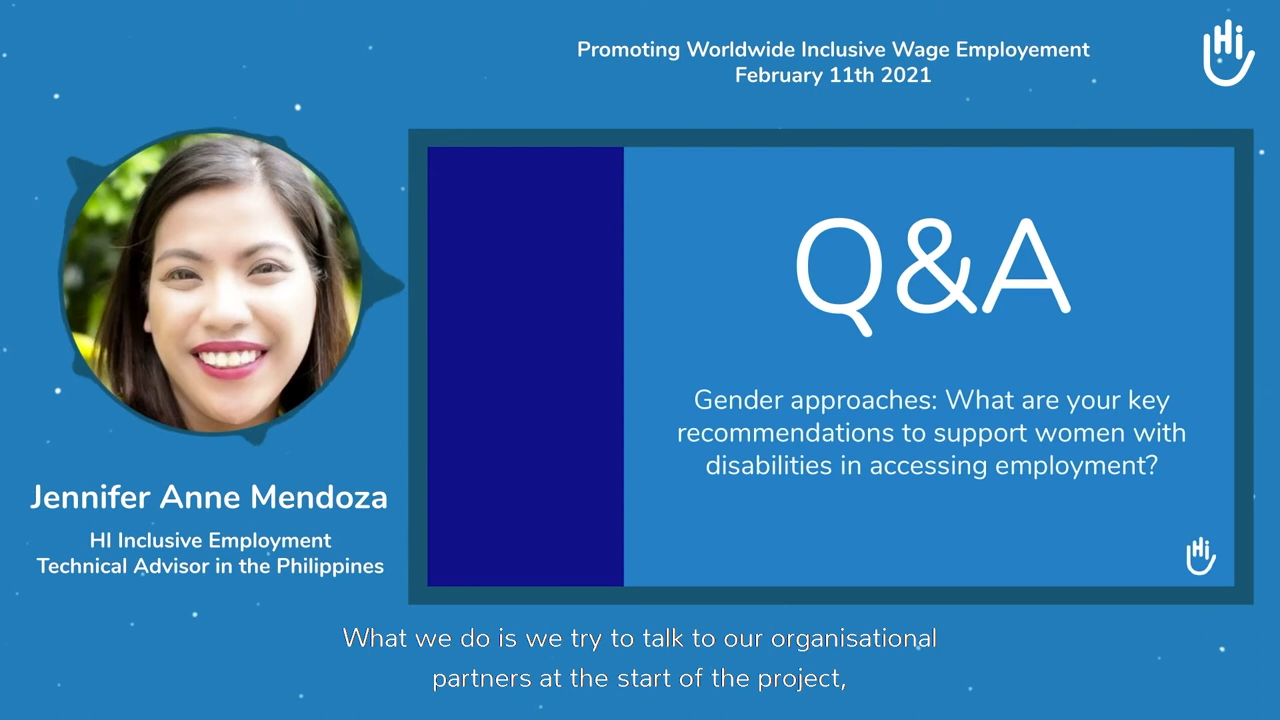 Promoting Worldwide Inclusive Wage Employement
February 11th 2021
Hi
Q&A
Gender approaches: What are your key
recommendations to support women with
disabilities in accessing employment?
Hi
Jennifer Anne Mendoza
HI Inclusive Employment
Technical Advisor in the Philippines
What we do is we try to talk to our organisational
partners at the start of the project,